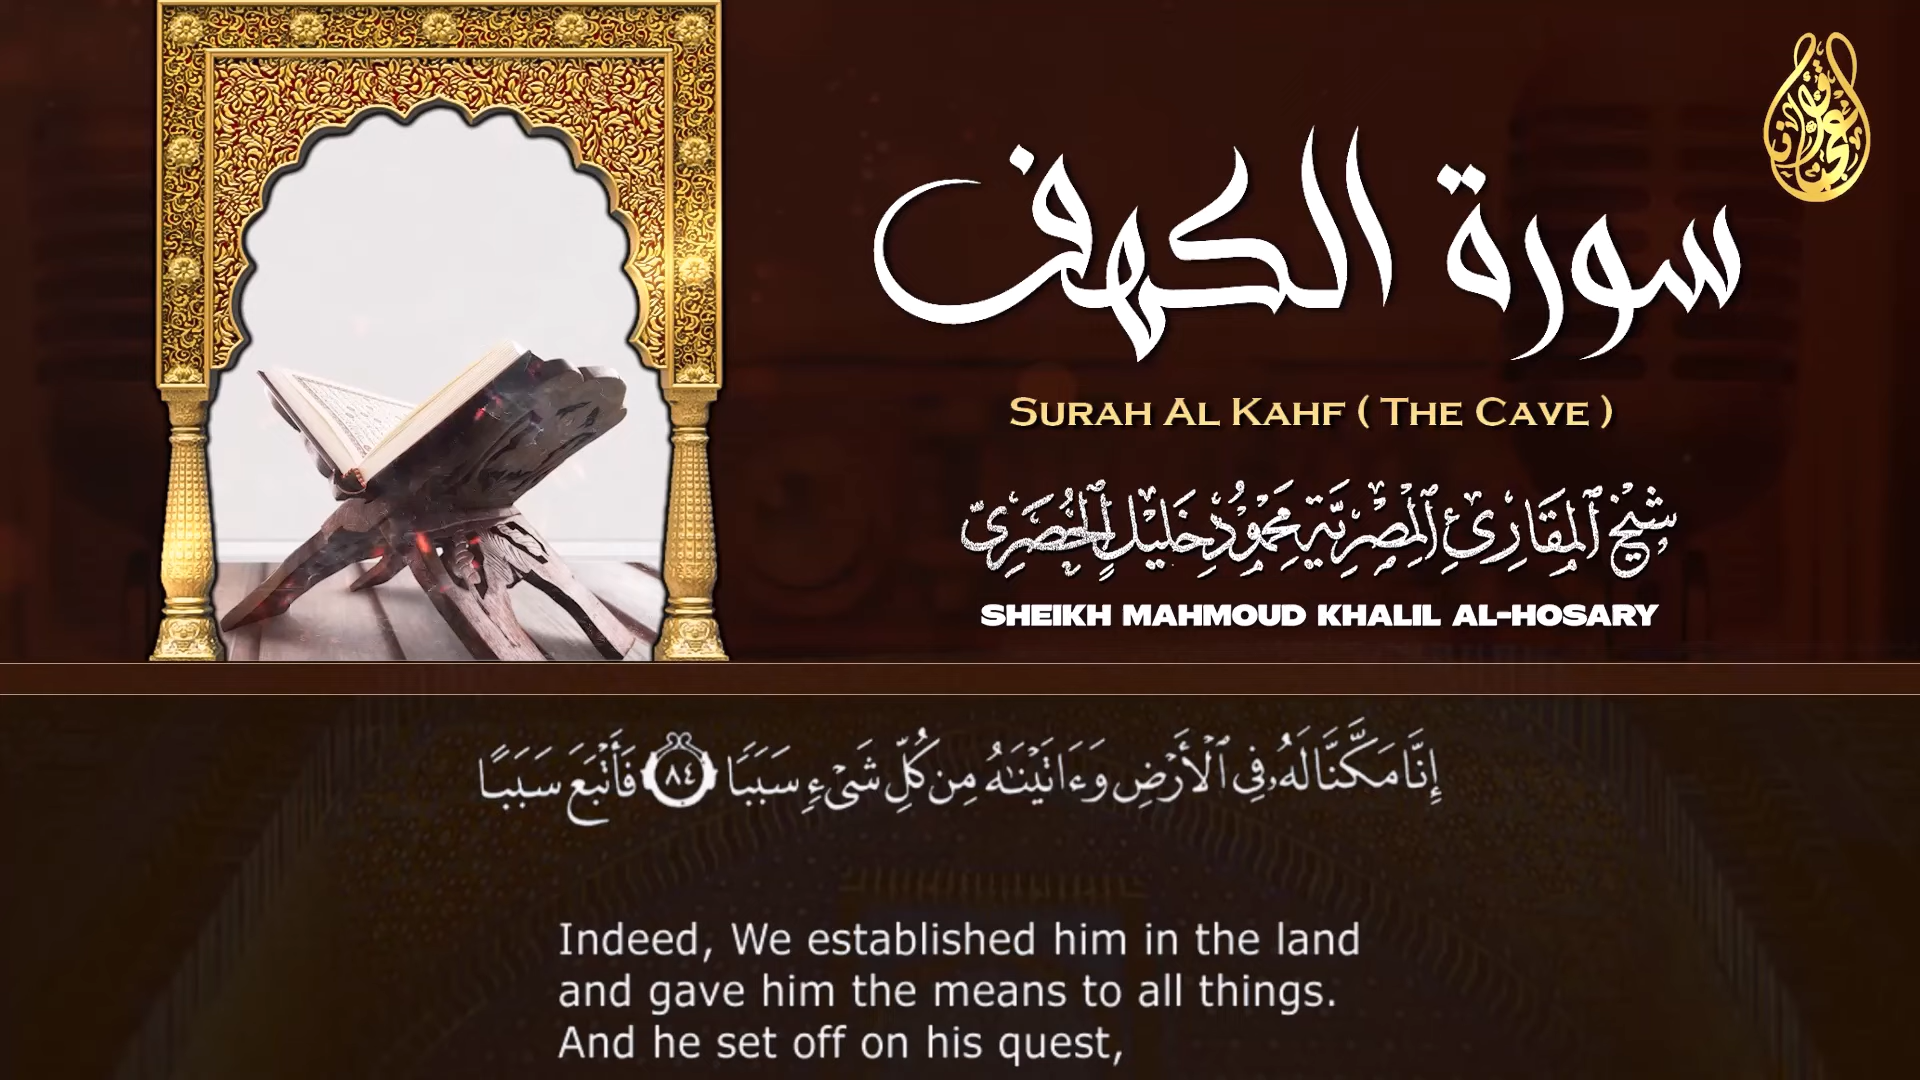 سورة الكهف
SURAH AL KAHF ( THE CAVE )
شيخ المقارئ المصرية محمود خليل الحصري
SHEIKH MAHMOUD KHALIL AL-HOSARY
إِنَّا مَكَّنَّا لَهُۥ فِى ٱلْأَرْضِ وَءَاتَيْنَـٰهُ مِن كُلِّ شَىْءٍ سَبَبًا ٨٤ فَأَتْبَعَ سَبَبًا
Indeed, We established him in the land
and gave him the means to all things.
And he set off on his quest,